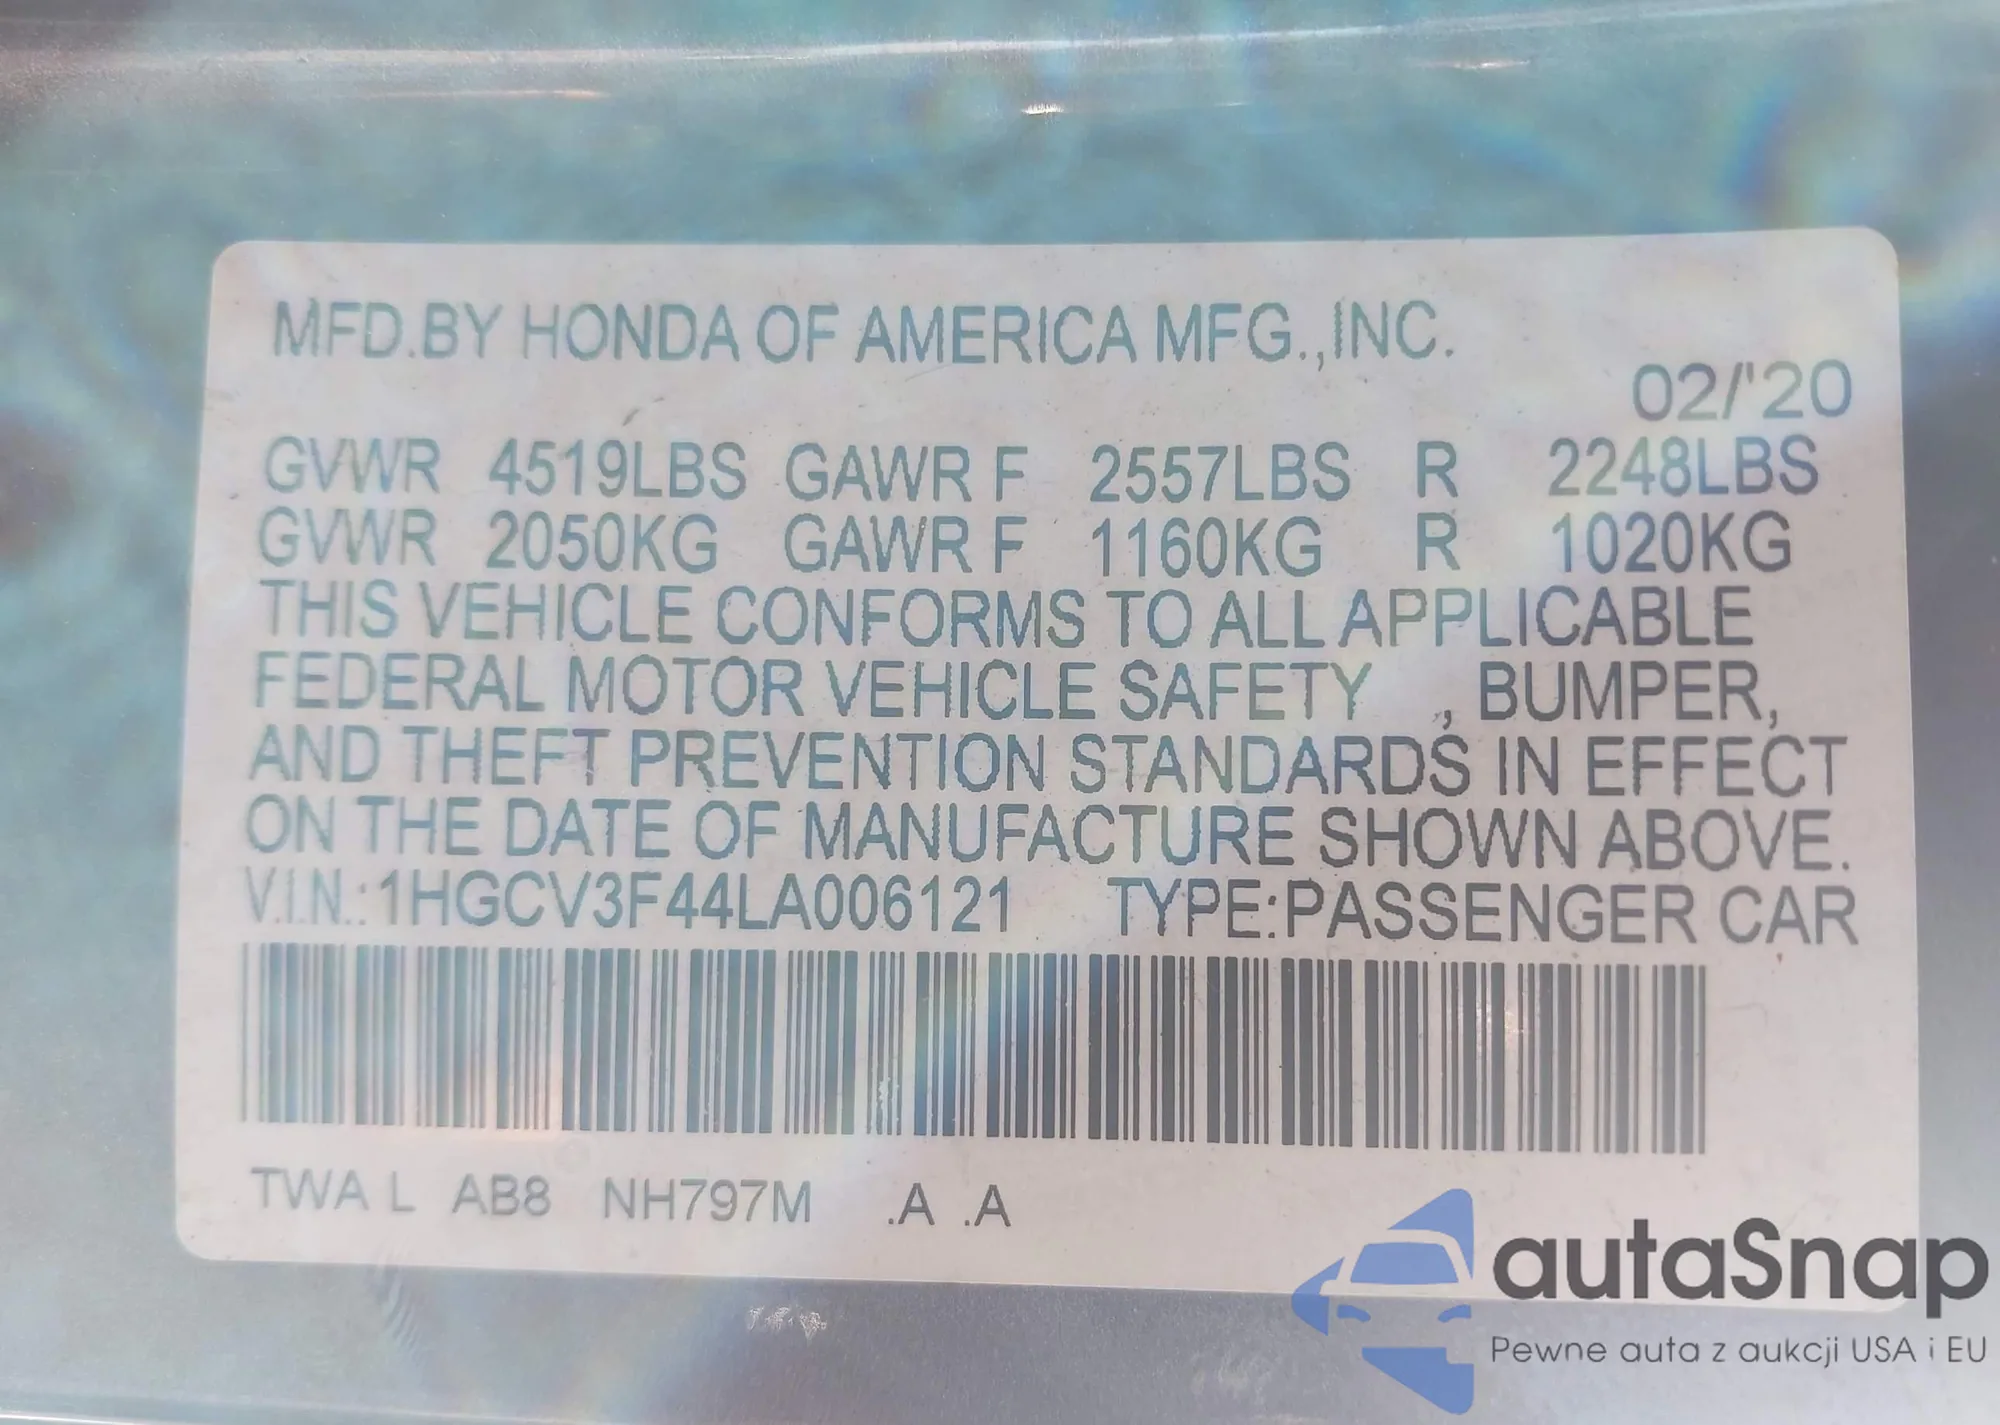 MFD.BY HONDA OF AMERICA MFG.,INC.
02/'20
GVWR 4519LBS GAWR F 2557LBS R 2248LBS
GVWR 2050KG GAWR F 1160KG R 1020KG
THIS VEHICLE CONFORMS TO ALL APPLICABLE
FEDERAL MOTOR VEHICLE SAFETY , BUMPER,
AND THEFT PREVENTION STANDARDS IN EFFECT
ON THE DATE OF MANUFACTURE SHOWN ABOVE.
V.I.N.:1HGCV3F44LA006121 TYPE:PASSENGER CAR
TWA L AB8 NH797M .A .A
autaSnap
Pewne auta z aukcji USA i EU